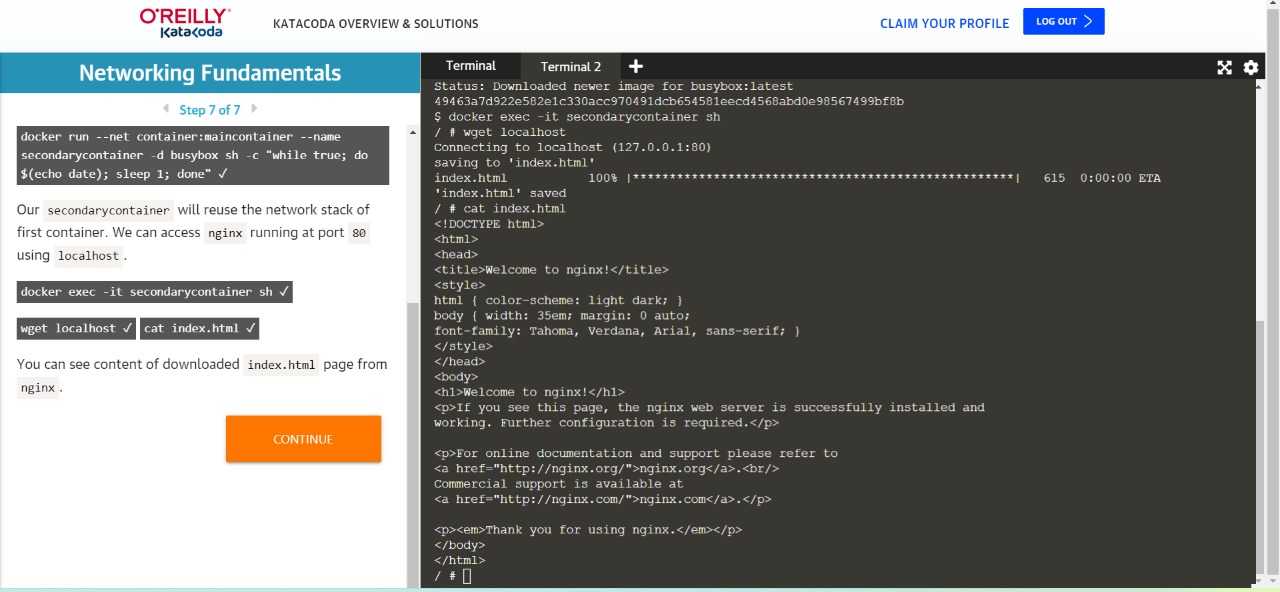 O'REILLY®
KataKoda
KATACODA OVERVIEW & SOLUTIONS
CLAIM YOUR PROFILE
LOG OUT
Networking Fundamentals
Step 7 of 7
docker run --net container:maincontainer --name
secondarycontainer -d busybox sh -c "while true; do
$(echo date); sleep 1; done" ✓
Our secondarycontainer will reuse the network stack of
first container. We can access nginx running at port 80
using localhost.
docker exec -it secondarycontainer sh ✓
wget localhost ✓ cat index.html ✓
You can see content of downloaded index.html page from
nginx.
CONTINUE
Terminal
Terminal 2
+
Status: Downloaded newer image for busybox:latest
49463a7d922e582e1c330acc970491dcb654581eecd4568abd0e98567499bf8b
$ docker exec -it secondarycontainer sh
/ # wget localhost
Connecting to localhost (127.0.0.1:80)
saving to 'index.html'
index.html           100% |****************************************************|   615  0:00:00 ETA
'index.html' saved
/ # cat index.html
<!DOCTYPE html>
<html>
<head>
<title>Welcome to nginx!</title>
<style>
html { color-scheme: light dark; }
body { width: 35em; margin: 0 auto;
font-family: Tahoma, Verdana, Arial, sans-serif; }
</style>
</head>
<body>
<h1>Welcome to nginx!</h1>
<p>If you see this page, the nginx web server is successfully installed and
working. Further configuration is required.</p>
<p>For online documentation and support please refer to
<a href="http://nginx.org/">nginx.org</a>.<br/>
Commercial support is available at
<a href="http://nginx.com/">nginx.com</a>.</p>
<p><em>Thank you for using nginx.</em></p>
</body>
</html>
/ #